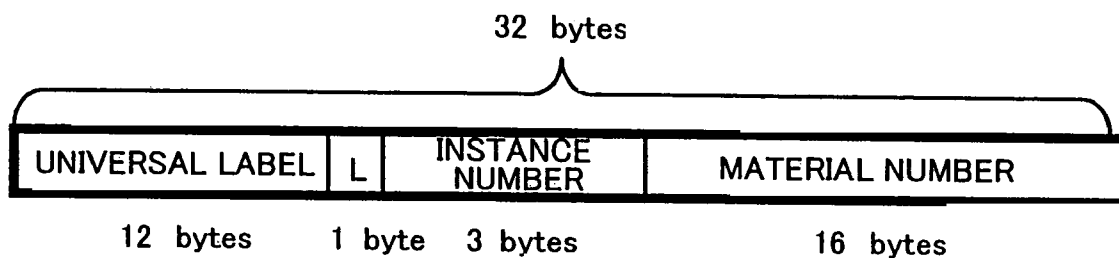 32 bytes
UNIVERSAL LABEL L INSTANCE NUMBER MATERIAL NUMBER
12 bytes 1 byte 3 bytes 16 bytes